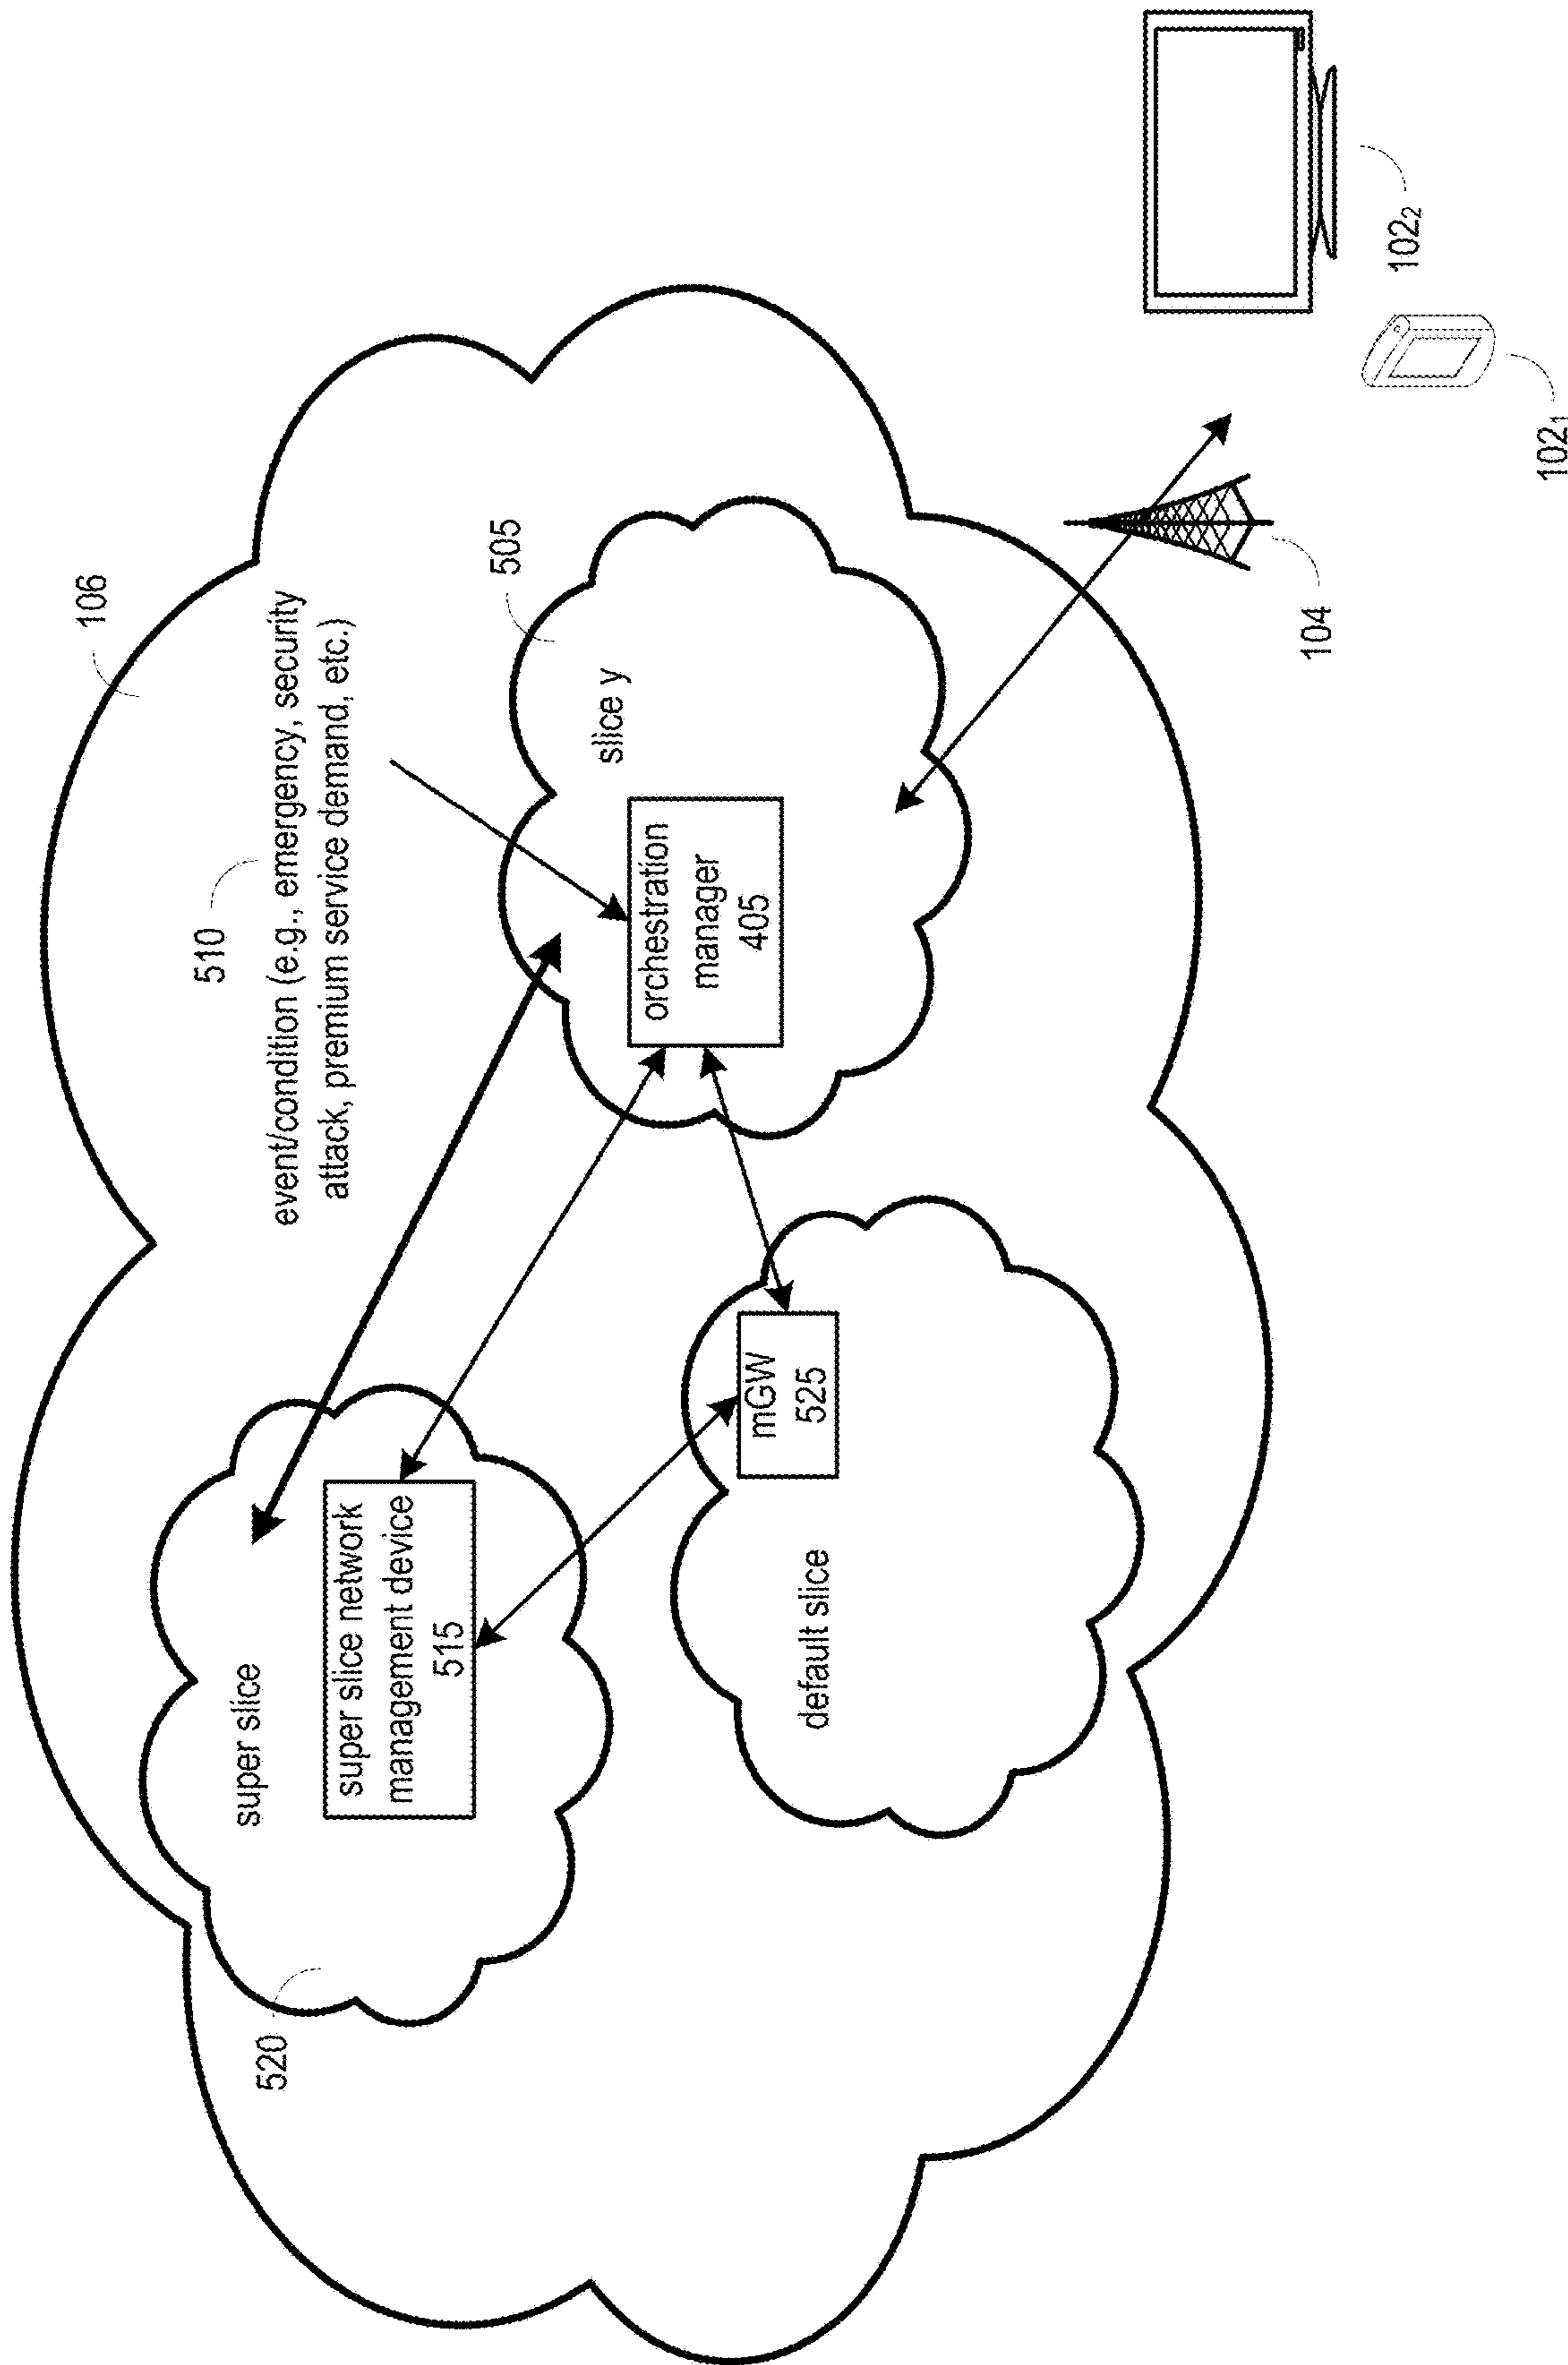 106
510
event/condition (e.g., emergency, security
attack, premium service demand, etc.)
505
slice y
orchestration
manager
405
520
super slice
super slice network
management device
515
mGW
525
default slice
104
102₂
102₁